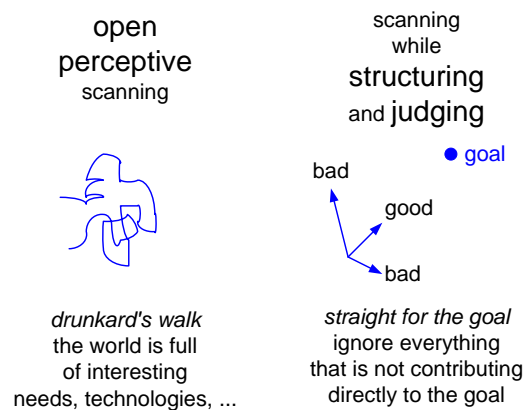 open
perceptive
scanning
drunkard's walk
the world is full
of interesting
needs, technologies, ...
scanning
while
structuring
and judging
goal
bad
good
bad
straight for the goal
ignore everything
that is not contributing
directly to the goal